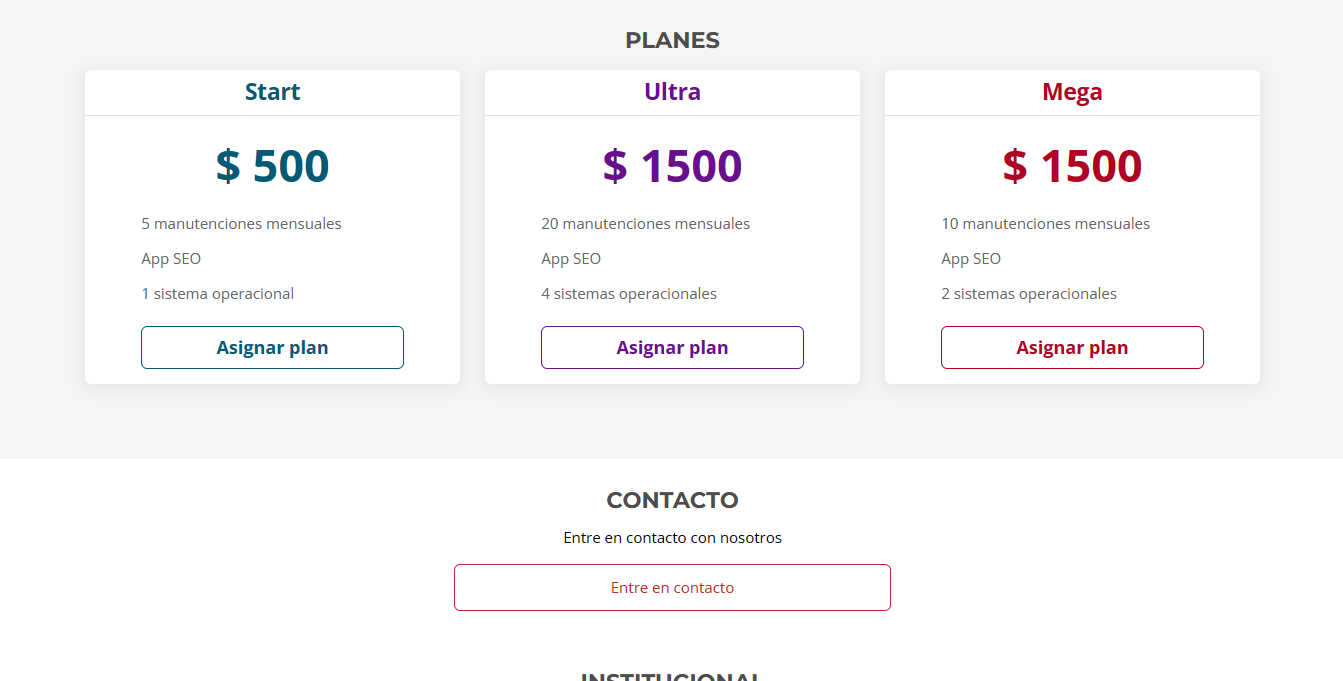 PLANES
Start
$ 500
5 manutenciones mensuales
App SEO
1 sistema operacional
Asignar plan
Ultra
$ 1500
20 manutenciones mensuales
App SEO
4 sistemas operacionales
Asignar plan
Mega
$ 1500
10 manutenciones mensuales
App SEO
2 sistemas operacionales
Asignar plan
CONTACTO
Entre en contacto con nosotros
Entre en contacto
INSTITUCIONAL